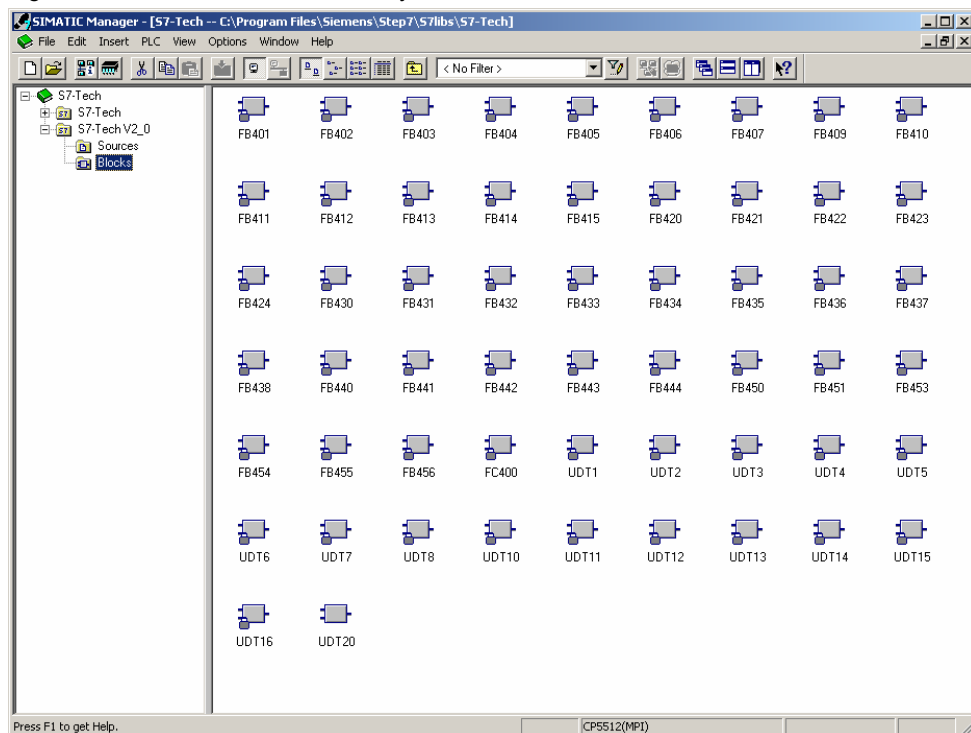 SIMATIC Manager - [S7-Tech -- C:\Program Files\Siemens\Step7\S7libs\S7-Tech]
File Edit Insert PLC View Options Window Help
< No Filter >
S7-Tech
S7-Tech
S7-Tech V2_0
Sources
Blocks
FB401 FB402 FB403 FB404 FB405 FB406 FB407 FB409 FB410
FB411 FB412 FB413 FB414 FB415 FB420 FB421 FB422 FB423
FB424 FB430 FB431 FB432 FB433 FB434 FB435 FB436 FB437
FB438 FB440 FB441 FB442 FB443 FB444 FB450 FB451 FB453
FB454 FB455 FB456 FC400 UDT1 UDT2 UDT3 UDT4 UDT5
UDT6 UDT7 UDT8 UDT10 UDT11 UDT12 UDT13 UDT14 UDT15
UDT16 UDT20
Press F1 to get Help. CP5512(MPI)